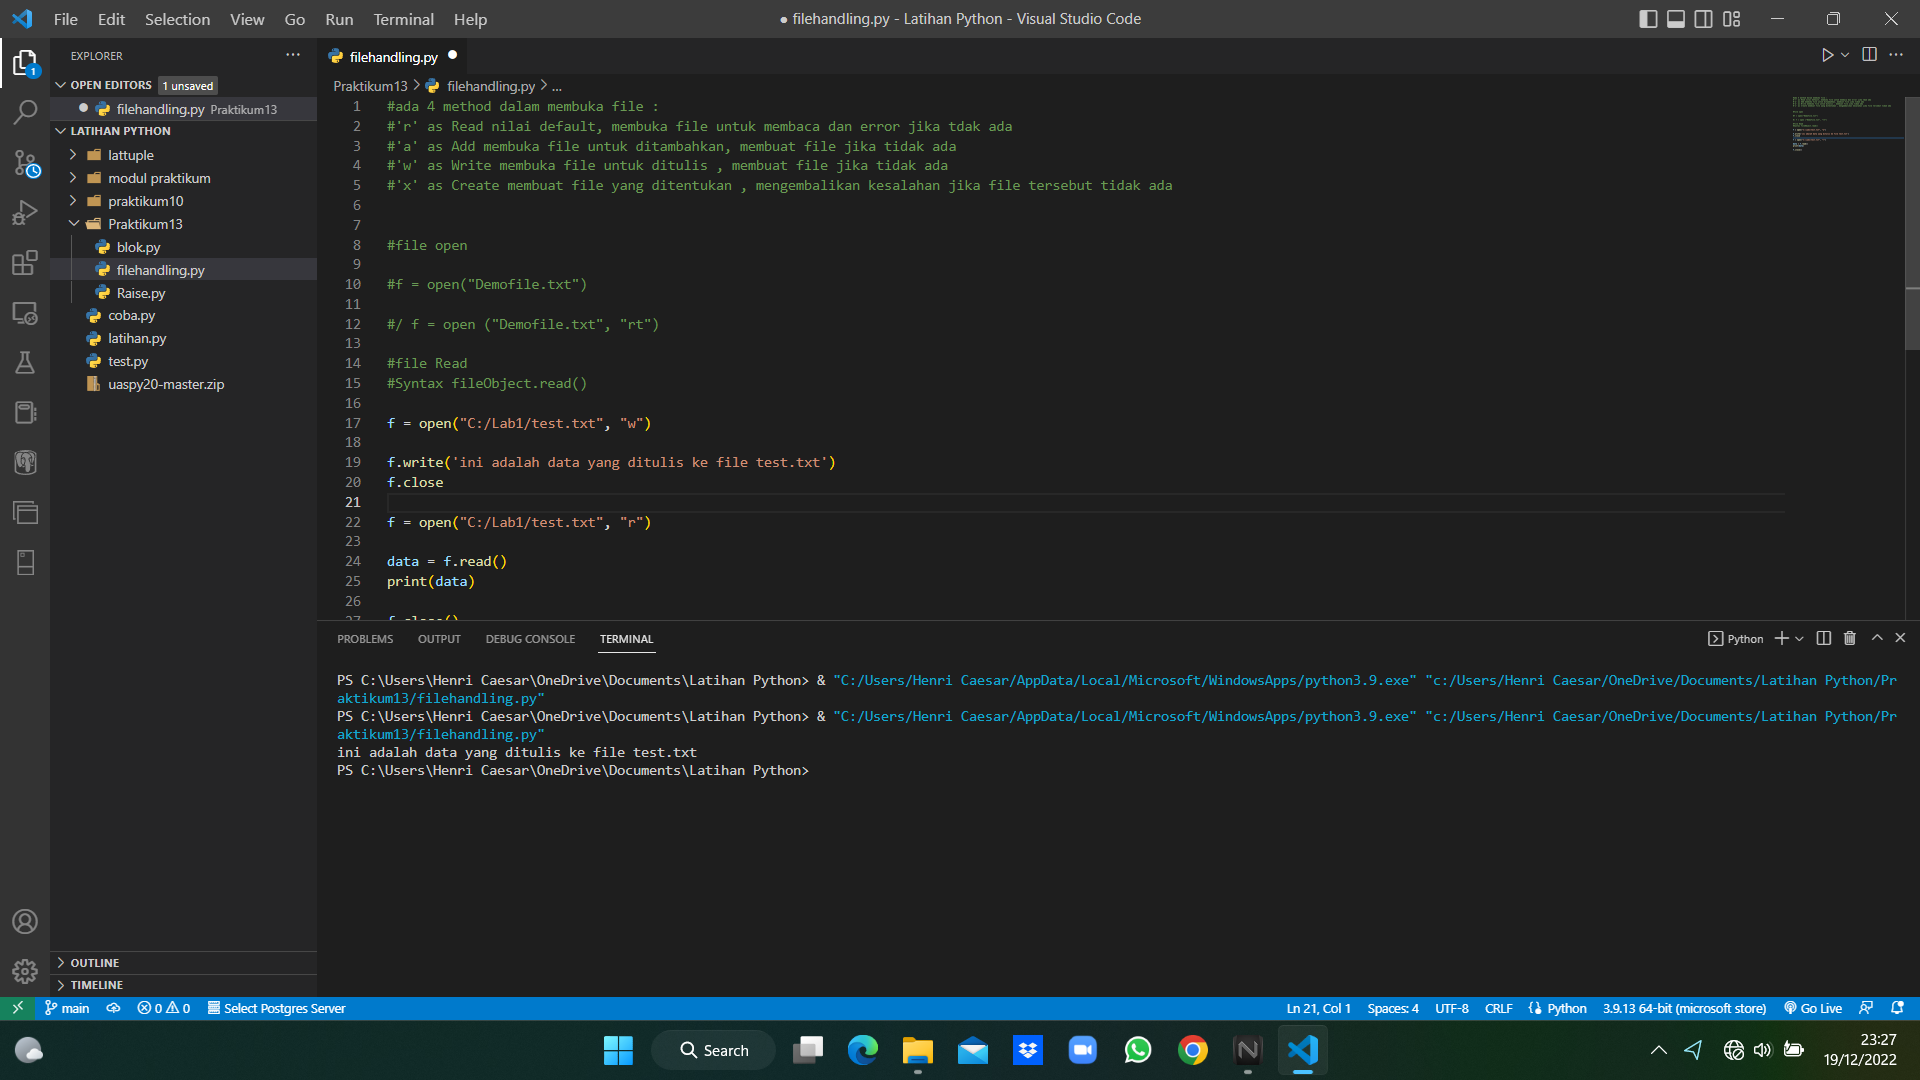 File Edit Selection View Go Run Terminal Help
● filehandling.py - Latihan Python - Visual Studio Code
EXPLORER
OPEN EDITORS 1 unsaved
filehandling.py Praktikum13
LATIHAN PYTHON
lattuple
modul praktikum
praktikum10
Praktikum13
blok.py
filehandling.py
Raise.py
coba.py
latihan.py
test.py
uaspy20-master.zip
OUTLINE
TIMELINE
filehandling.py
Praktikum13 > filehandling.py > ...
1 #ada 4 method dalam membuka file :
2 #'r' as Read nilai default, membuka file untuk membaca dan error jika tdak ada
3 #'a' as Add membuka file untuk ditambahkan, membuat file jika tidak ada
4 #'w' as Write membuka file untuk ditulis , membuat file jika tidak ada
5 #'x' as Create membuat file yang ditentukan , mengembalikan kesalahan jika file tersebut tidak ada
6
7
8 #file open
9
10 #f = open("Demofile.txt")
11
12 #/ f = open ("Demofile.txt", "rt")
13
14 #file Read
15 #Syntax fileObject.read()
16
17 f = open("C:/Lab1/test.txt", "w")
18
19 f.write('ini adalah data yang ditulis ke file test.txt')
20 f.close
21
22 f = open("C:/Lab1/test.txt", "r")
23
24 data = f.read()
25 print(data)
26
27 f.close()
PROBLEMS OUTPUT DEBUG CONSOLE TERMINAL
Python
PS C:\Users\Henri Caesar\OneDrive\Documents\Latihan Python> & "C:/Users/Henri Caesar/AppData/Local/Microsoft/WindowsApps/python3.9.exe" "c:/Users/Henri Caesar/OneDrive/Documents/Latihan Python/Pr
aktikum13/filehandling.py"
PS C:\Users\Henri Caesar\OneDrive\Documents\Latihan Python> & "C:/Users/Henri Caesar/AppData/Local/Microsoft/WindowsApps/python3.9.exe" "c:/Users/Henri Caesar/OneDrive/Documents/Latihan Python/Pr
aktikum13/filehandling.py"
ini adalah data yang ditulis ke file test.txt
PS C:\Users\Henri Caesar\OneDrive\Documents\Latihan Python>
main 0 0 Select Postgres Server Ln 21, Col 1 Spaces: 4 UTF-8 CRLF Python 3.9.13 64-bit (microsoft store) Go Live
Search
23:27
19/12/2022